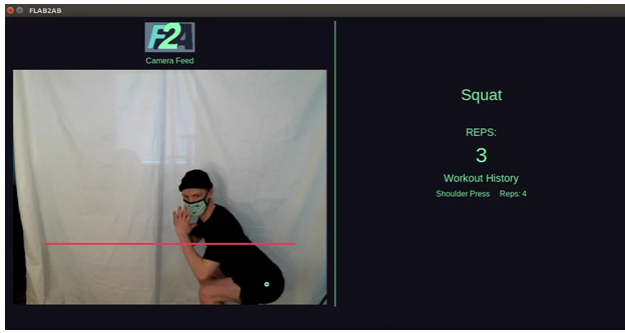 FLABZAB
F2A
Camera Feed
Squat
REPS:
3
Workout History
Shoulder Press Reps: 4